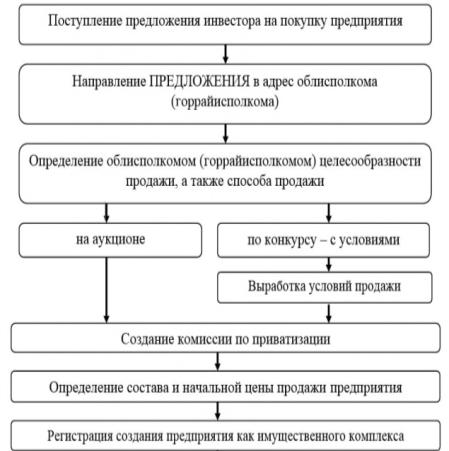 Поступление предложения инвестора на покупку предприятия
Направление ПРЕДЛОЖЕНИЯ в адрес облисполкома
(горрайисполкома)
Определение облисполкомом (горрайисполкомом) целесообразности
продажи, а также способа продажи
на аукционе
по конкурсу – с условиями
Выработка условий продажи
Создание комиссии по приватизации
Определение состава и начальной цены продажи предприятия
Регистрация создания предприятия как имущественного комплекса